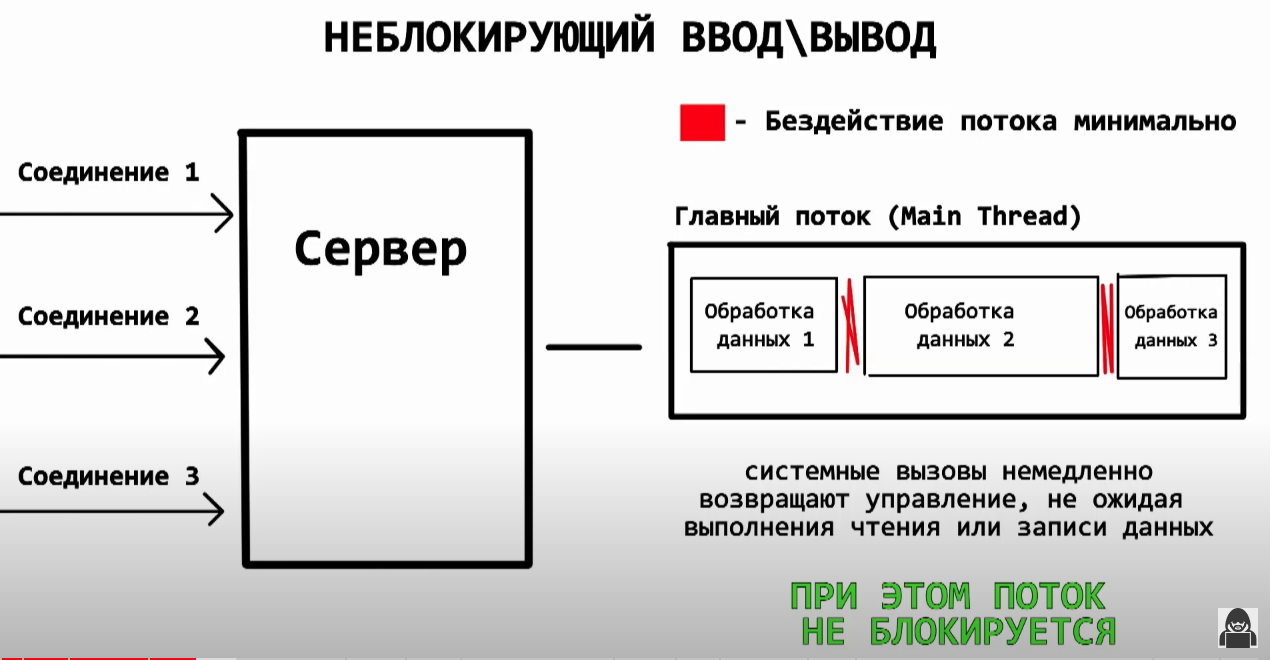 НЕБЛОКИРУЮЩИЙ ВВОД\ВЫВОД
- Бездействие потока минимально
Соединение 1
Соединение 2
Соединение 3
Сервер
Главный поток (Main Thread)
Обработка
данных 1
Обработка
данных 2
Обработка
данных 3
системные вызовы немедленно
возвращают управление, не ожидая
выполнения чтения или записи данных
ПРИ ЭТОМ ПОТОК
НЕ БЛОКИРУЕТСЯ